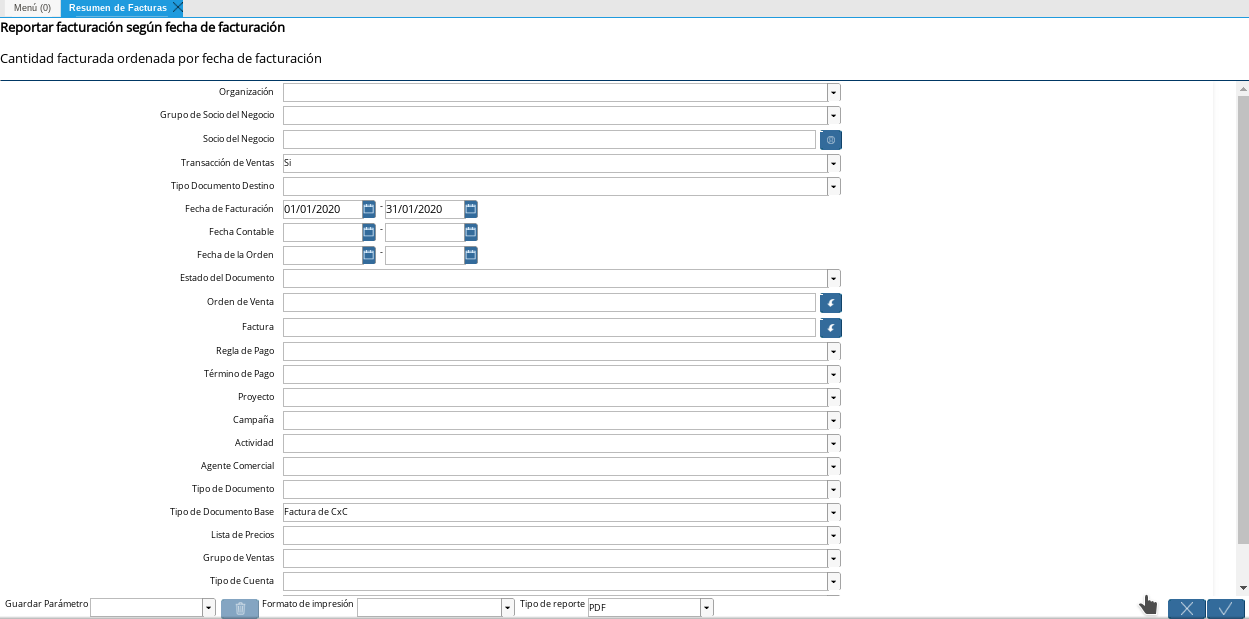 Menú (0) Resumen de Facturas
Reportar facturación según fecha de facturación
Cantidad facturada ordenada por fecha de facturación
Organización
Grupo de Socio del Negocio
Socio del Negocio
Transacción de Ventas Si
Tipo Documento Destino
Fecha de Facturación 01/01/2020 - 31/01/2020
Fecha Contable -
Fecha de la Orden -
Estado del Documento
Orden de Venta
Factura
Regla de Pago
Término de Pago
Proyecto
Campaña
Actividad
Agente Comercial
Tipo de Documento
Tipo de Documento Base Factura de CxC
Lista de Precios
Grupo de Ventas
Tipo de Cuenta
Guardar Parámetro Formato de impresión Tipo de reporte PDF